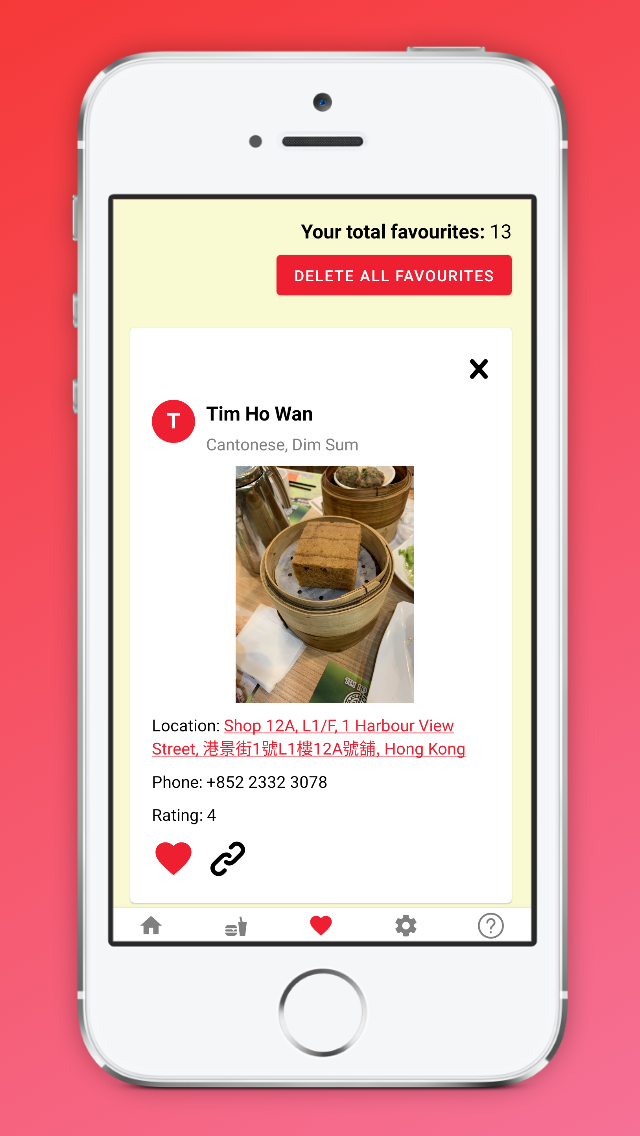 Your total favourites: 13
DELETE ALL FAVOURITES
T
Tim Ho Wan
Cantonese, Dim Sum
Location: Shop 12A, L1/F, 1 Harbour View
Street, 港景街1號L1樓12A號舖, Hong Kong
Phone: +852 2332 3078
Rating: 4
?